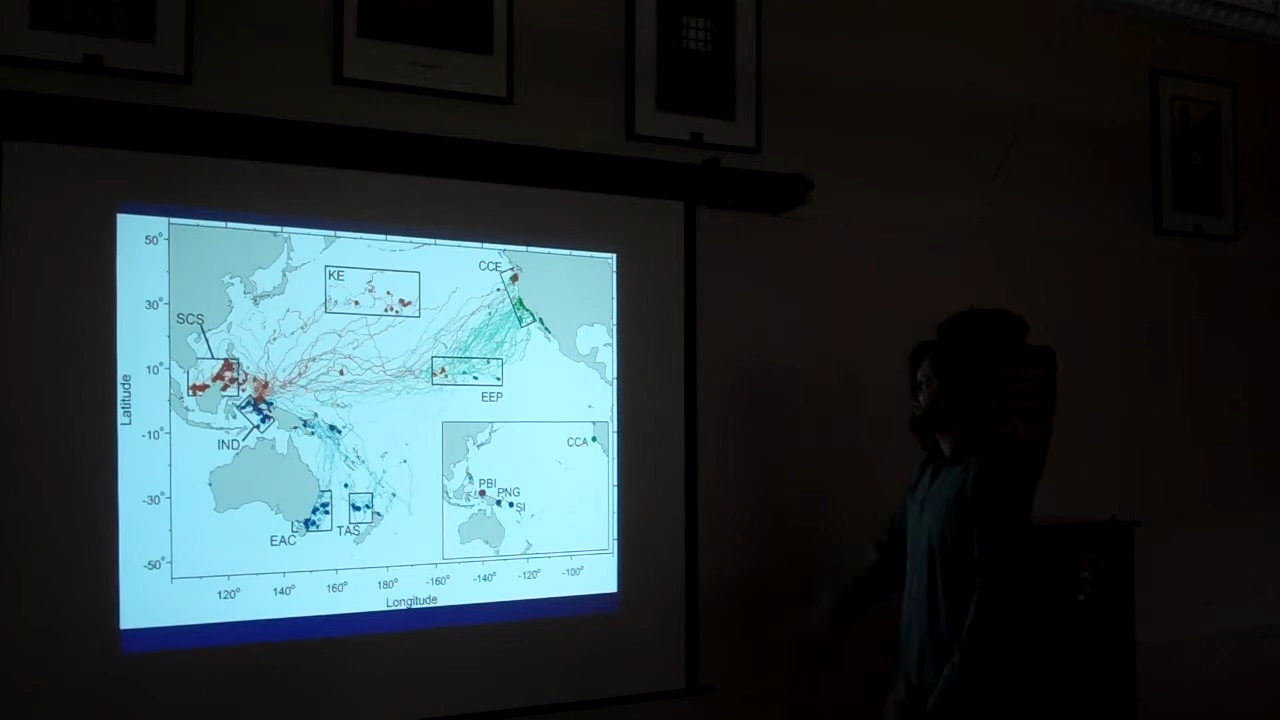 END
50°
30°
10°
-10°
-30°
-50°
Latitude
KE
CCE
SCS
EEP
IND
EAC
TAS
CCA
PBI
PNG
SI
120°
140°
160°
180°
-160°
-140°
-120°
-100°
Longitude